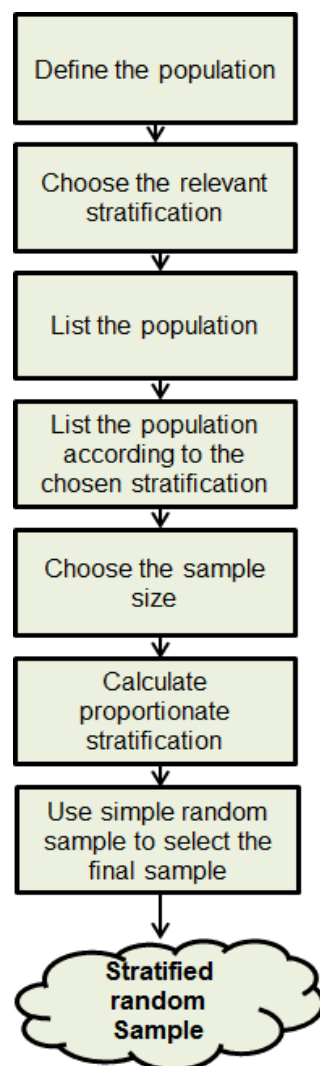 Define the population
Choose the relevant
stratification
List the population
List the population
according to the
chosen stratification
Choose the sample
size
Calculate
proportionate
stratification
Use simple random
sample to select the
final sample
Stratified
random
Sample